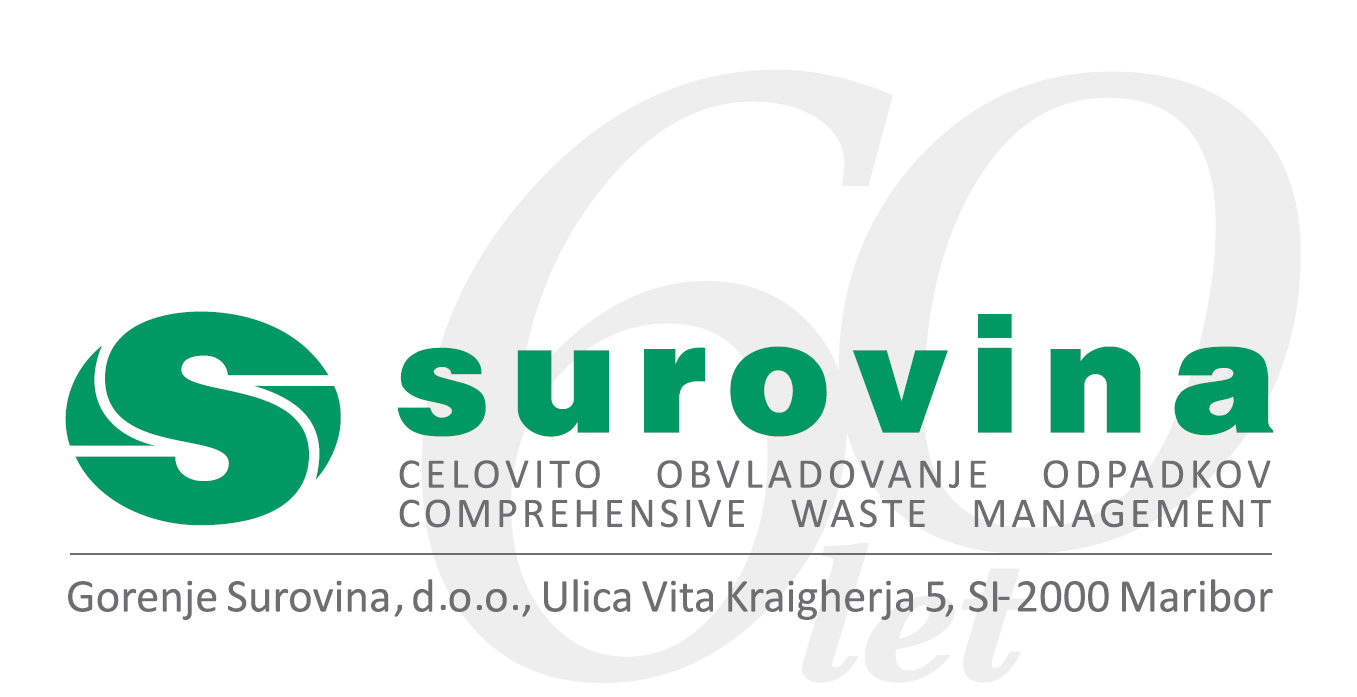 60
let
surovina
CELOVITO OBVLADOVANJE ODPADKOV
COMPREHENSIVE WASTE MANAGEMENT
Gorenje Surovina, d.o.o., Ulica Vita Kraigherja 5, SI-2000 Maribor